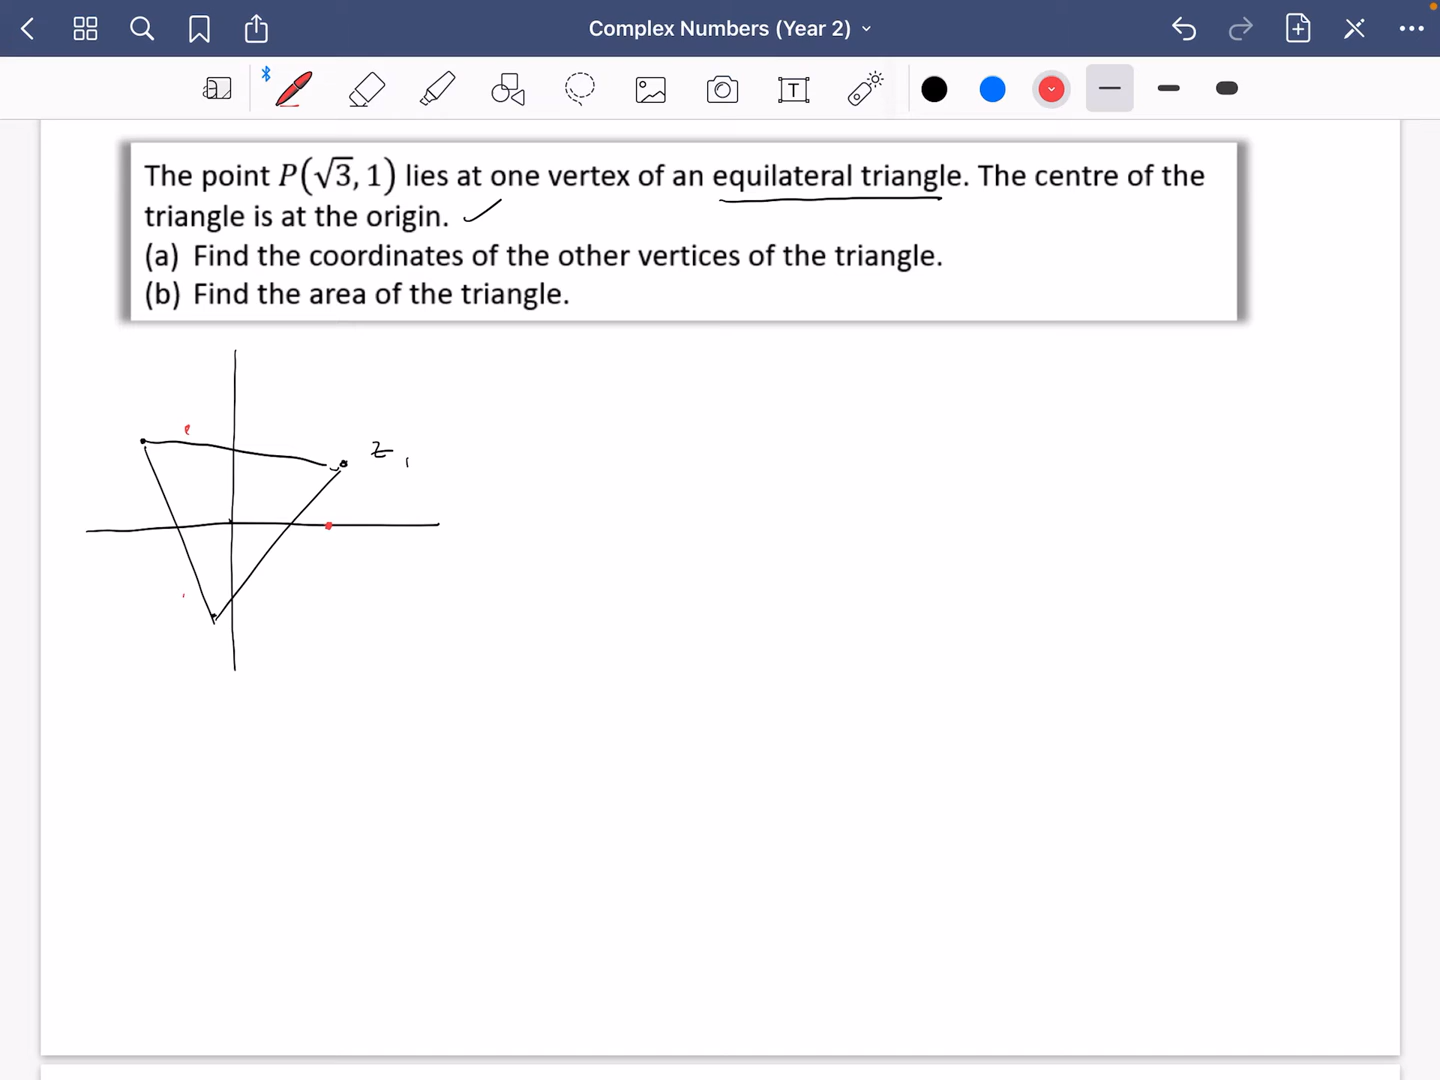 Complex Numbers (Year 2)
The point P(√3, 1) lies at one vertex of an equilateral triangle. The centre of the
triangle is at the origin.
(a) Find the coordinates of the other vertices of the triangle.
(b) Find the area of the triangle.
z₁